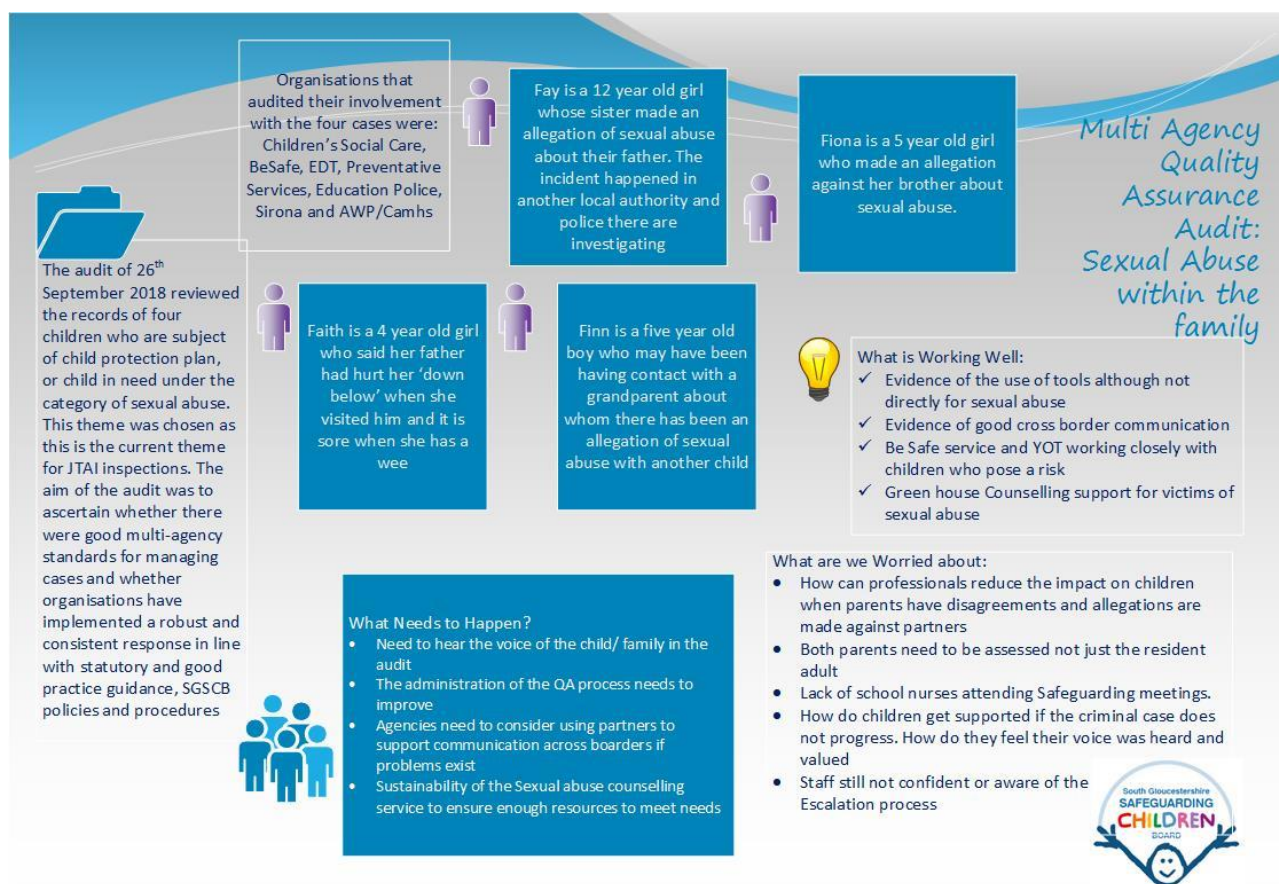 Organisations that
audited their involvement
with the four cases were:
Children's Social Care,
BeSafe, EDT, Preventative
Services, Education Police,
Sirona and AWP/Camhs
Fay is a 12 year old girl
whose sister made an
allegation of sexual abuse
about their father. The
incident happened in
another local authority and
police there are
investigating
Fiona is a 5 year old girl
who made an allegation
against her brother about
sexual abuse.
Multi Agency
Quality
Assurance
Audit:
Sexual Abuse
within the
family
The audit of 26th
September 2018 reviewed
the records of four
children who are subject
of child protection plan,
or child in need under the
category of sexual abuse.
This theme was chosen as
this is the current theme
for JTAI inspections. The
aim of the audit was to
ascertain whether there
were good multi-agency
standards for managing
cases and whether
organisations have
implemented a robust and
consistent response in line
with statutory and good
practice guidance, SGSCB
policies and procedures
Faith is a 4 year old girl
who said her father
had hurt her 'down
below' when she
visited him and it is
sore when she has a
wee
Finn is a five year old
boy who may have been
having contact with a
grandparent about
whom there has been an
allegation of sexual
abuse with another child
What is Working Well:
✓ Evidence of the use of tools although not
directly for sexual abuse
✓ Evidence of good cross border communication
✓ Be Safe service and YOT working closely with
children who pose a risk
✓ Green house Counselling support for victims of
sexual abuse
What Needs to Happen?
• Need to hear the voice of the child/ family in the
audit
• The administration of the QA process needs to
improve
• Agencies need to consider using partners to
support communication across boarders if
problems exist
• Sustainability of the Sexual abuse counselling
service to ensure enough resources to meet needs
What are we Worried about:
• How can professionals reduce the impact on children
when parents have disagreements and allegations are
made against partners
• Both parents need to be assessed not just the resident
adult
• Lack of school nurses attending Safeguarding meetings.
• How do children get supported if the criminal case does
not progress. How do they feel their voice was heard and
valued
• Staff still not confident or aware of the
Escalation process
South Gloucestershire
SAFEGUARDING
CHILDREN
BOARD